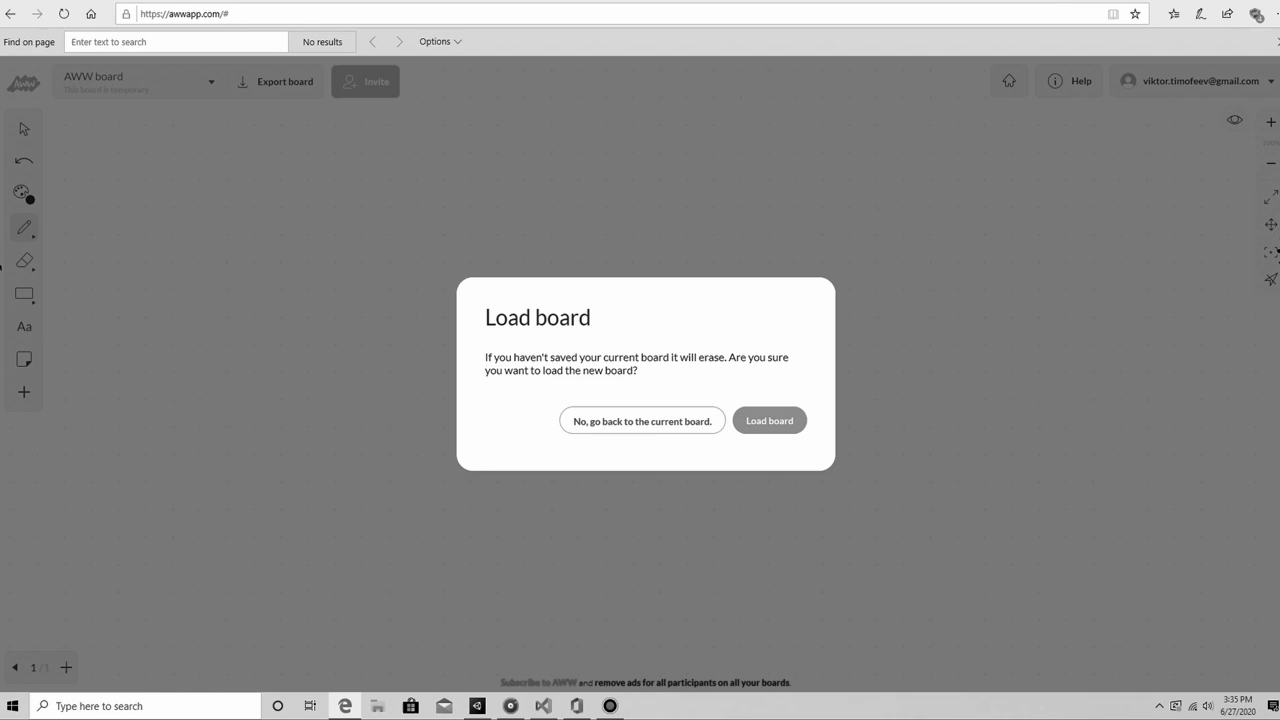 https://awwapp.com/#
Find on page
Enter text to search
No results
Options
AWW
AWW board
This board is temporary
Export board
Invite
Help
viktor.timofeev@gmail.com
Aa
Load board
If you haven't saved your current board it will erase. Are you sure
you want to load the new board?
No, go back to the current board.
Load board
1 / 1
Subscribe to AWW and remove ads for all participants on all your boards.
Type here to search
3:35 PM
6/27/2020